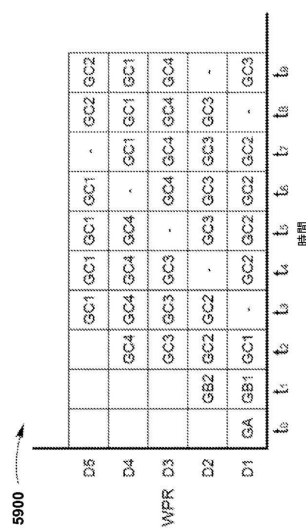 5900
D5 GC1 GC1 GC1 GC1 - GC2 GC2
D4 GC4 GC4 GC4 GC4 - GC1 GC1 GC1
WPR D3 GC3 GC3 GC3 - GC4 GC4 GC4 GC4
D2 GB2 GC2 GC2 - GC3 GC3 GC3 GC3 -
D1 GA GB1 GC1 - GC2 GC2 GC2 GC2 - GC3
t0 t1 t2 t3 t4 t5 t6 t7 t8 t9
時間